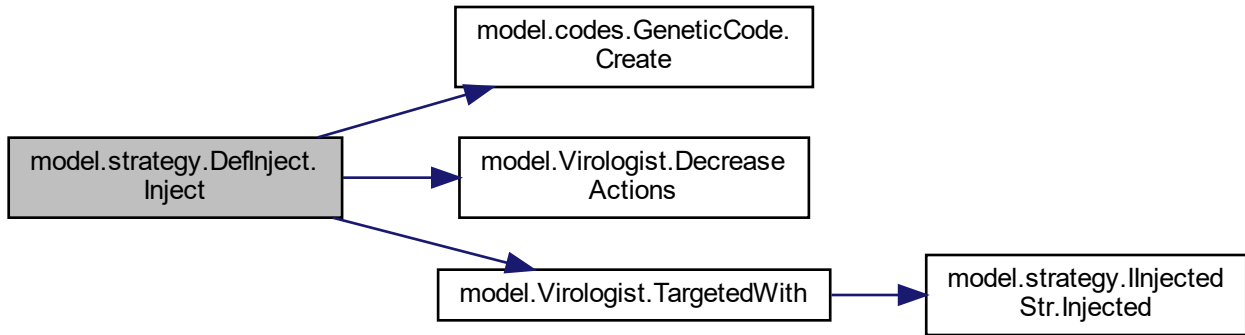 model.codes.GeneticCode.
Create
model.strategy.DefInject.
Inject
model.Virologist.Decrease
Actions
model.Virologist.TargetedWith
model.strategy.IInjected
Str.Injected